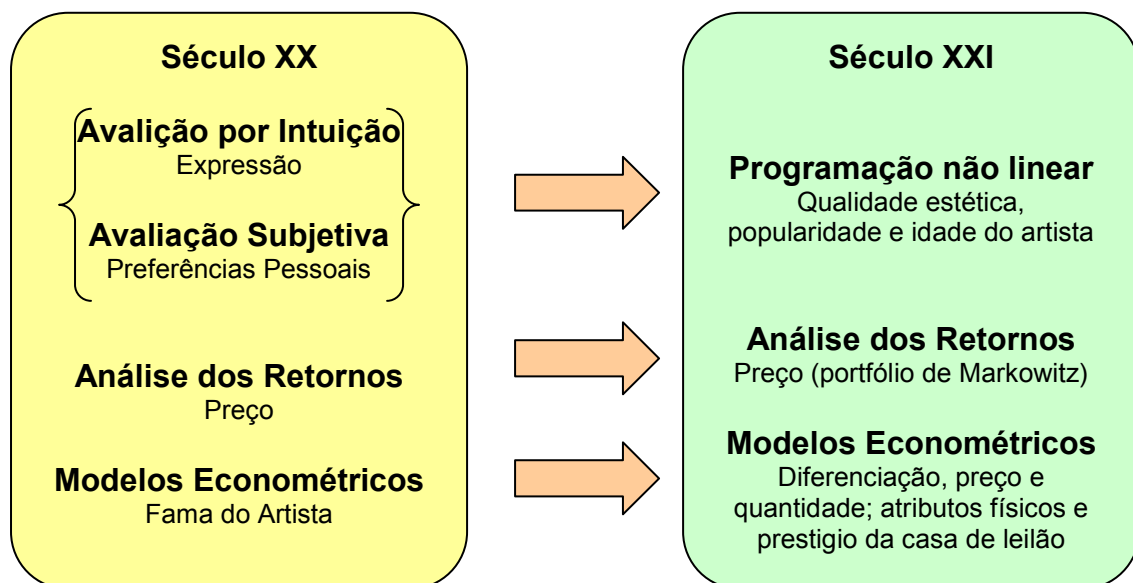 Século XX
Avalição por Intuição
Expressão
Avaliação Subjetiva
Preferências Pessoais
Análise dos Retornos
Preço
Modelos Econométricos
Fama do Artista
Século XXI
Programação não linear
Qualidade estética,
popularidade e idade do artista
Análise dos Retornos
Preço (portfólio de Markowitz)
Modelos Econométricos
Diferenciação, preço e
quantidade; atributos físicos e
prestigio da casa de leilão